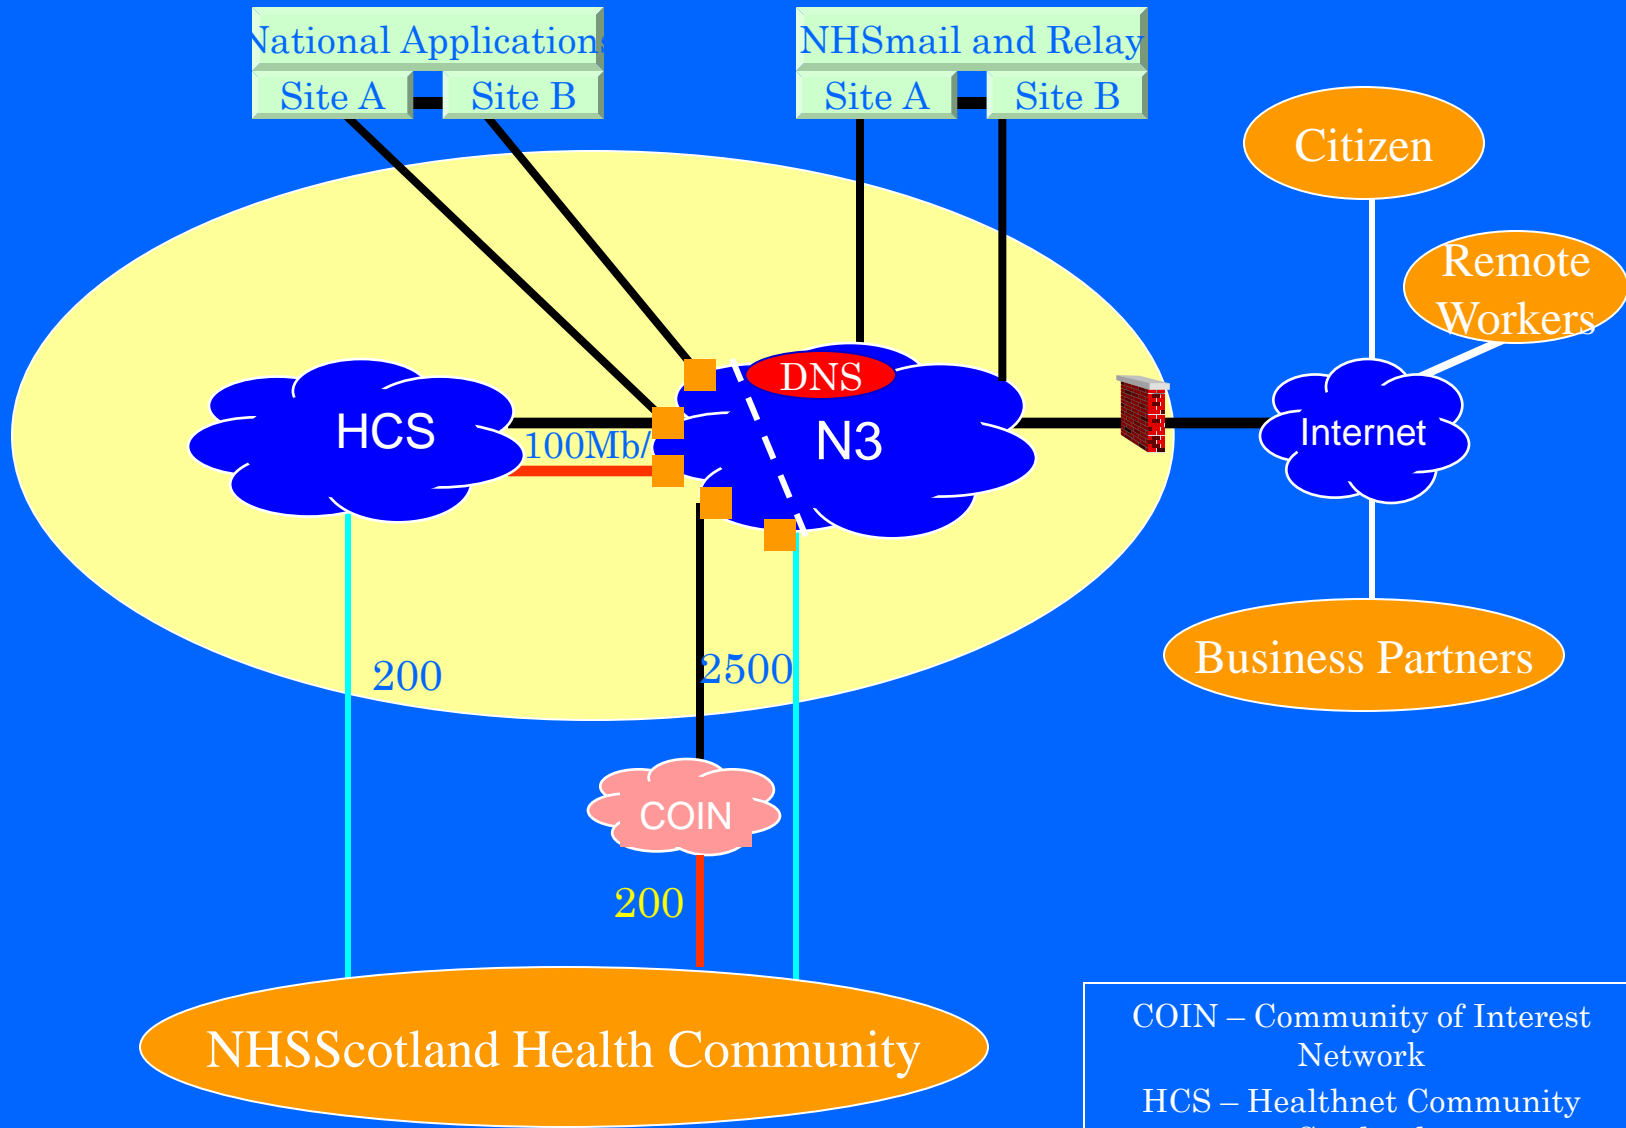 National Applications
Site A
Site B
NHSmail and Relay
Site A
Site B
Citizen
Remote
Workers
DNS
HCS
100Mb/
N3
Internet
200
2500
Business Partners
COIN
200
NHSScotland Health Community
COIN – Community of Interest
Network
HCS – Healthnet Community